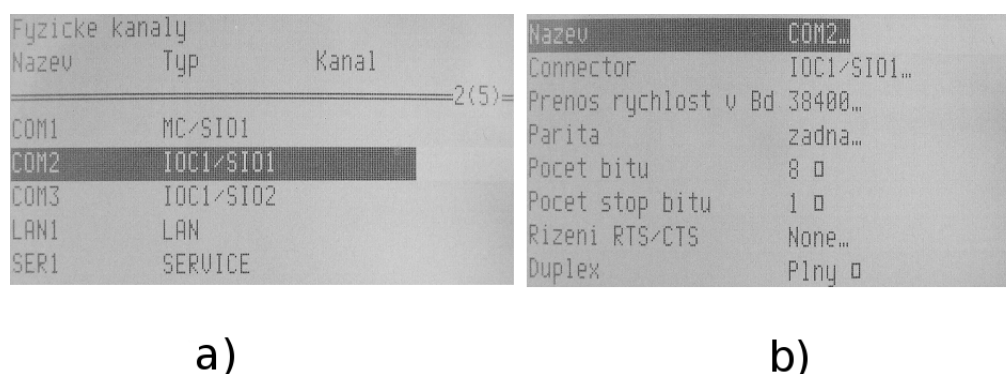 Fyzicke kanaly
Nazev Typ Kanal
2(5)
COM1 MC/SIO1
COM2 IOC1/SIO1
COM3 IOC1/SIO2
LAN1 LAN
SER1 SERVICE
Nazev COM2…
Connector IOC1/SIO1…
Prenos rychlost v Bd 38400…
Parita zadna…
Pocet bitu 8
Pocet stop bitu 1
Rizeni RTS/CTS None…
Duplex Plny
a)
b)